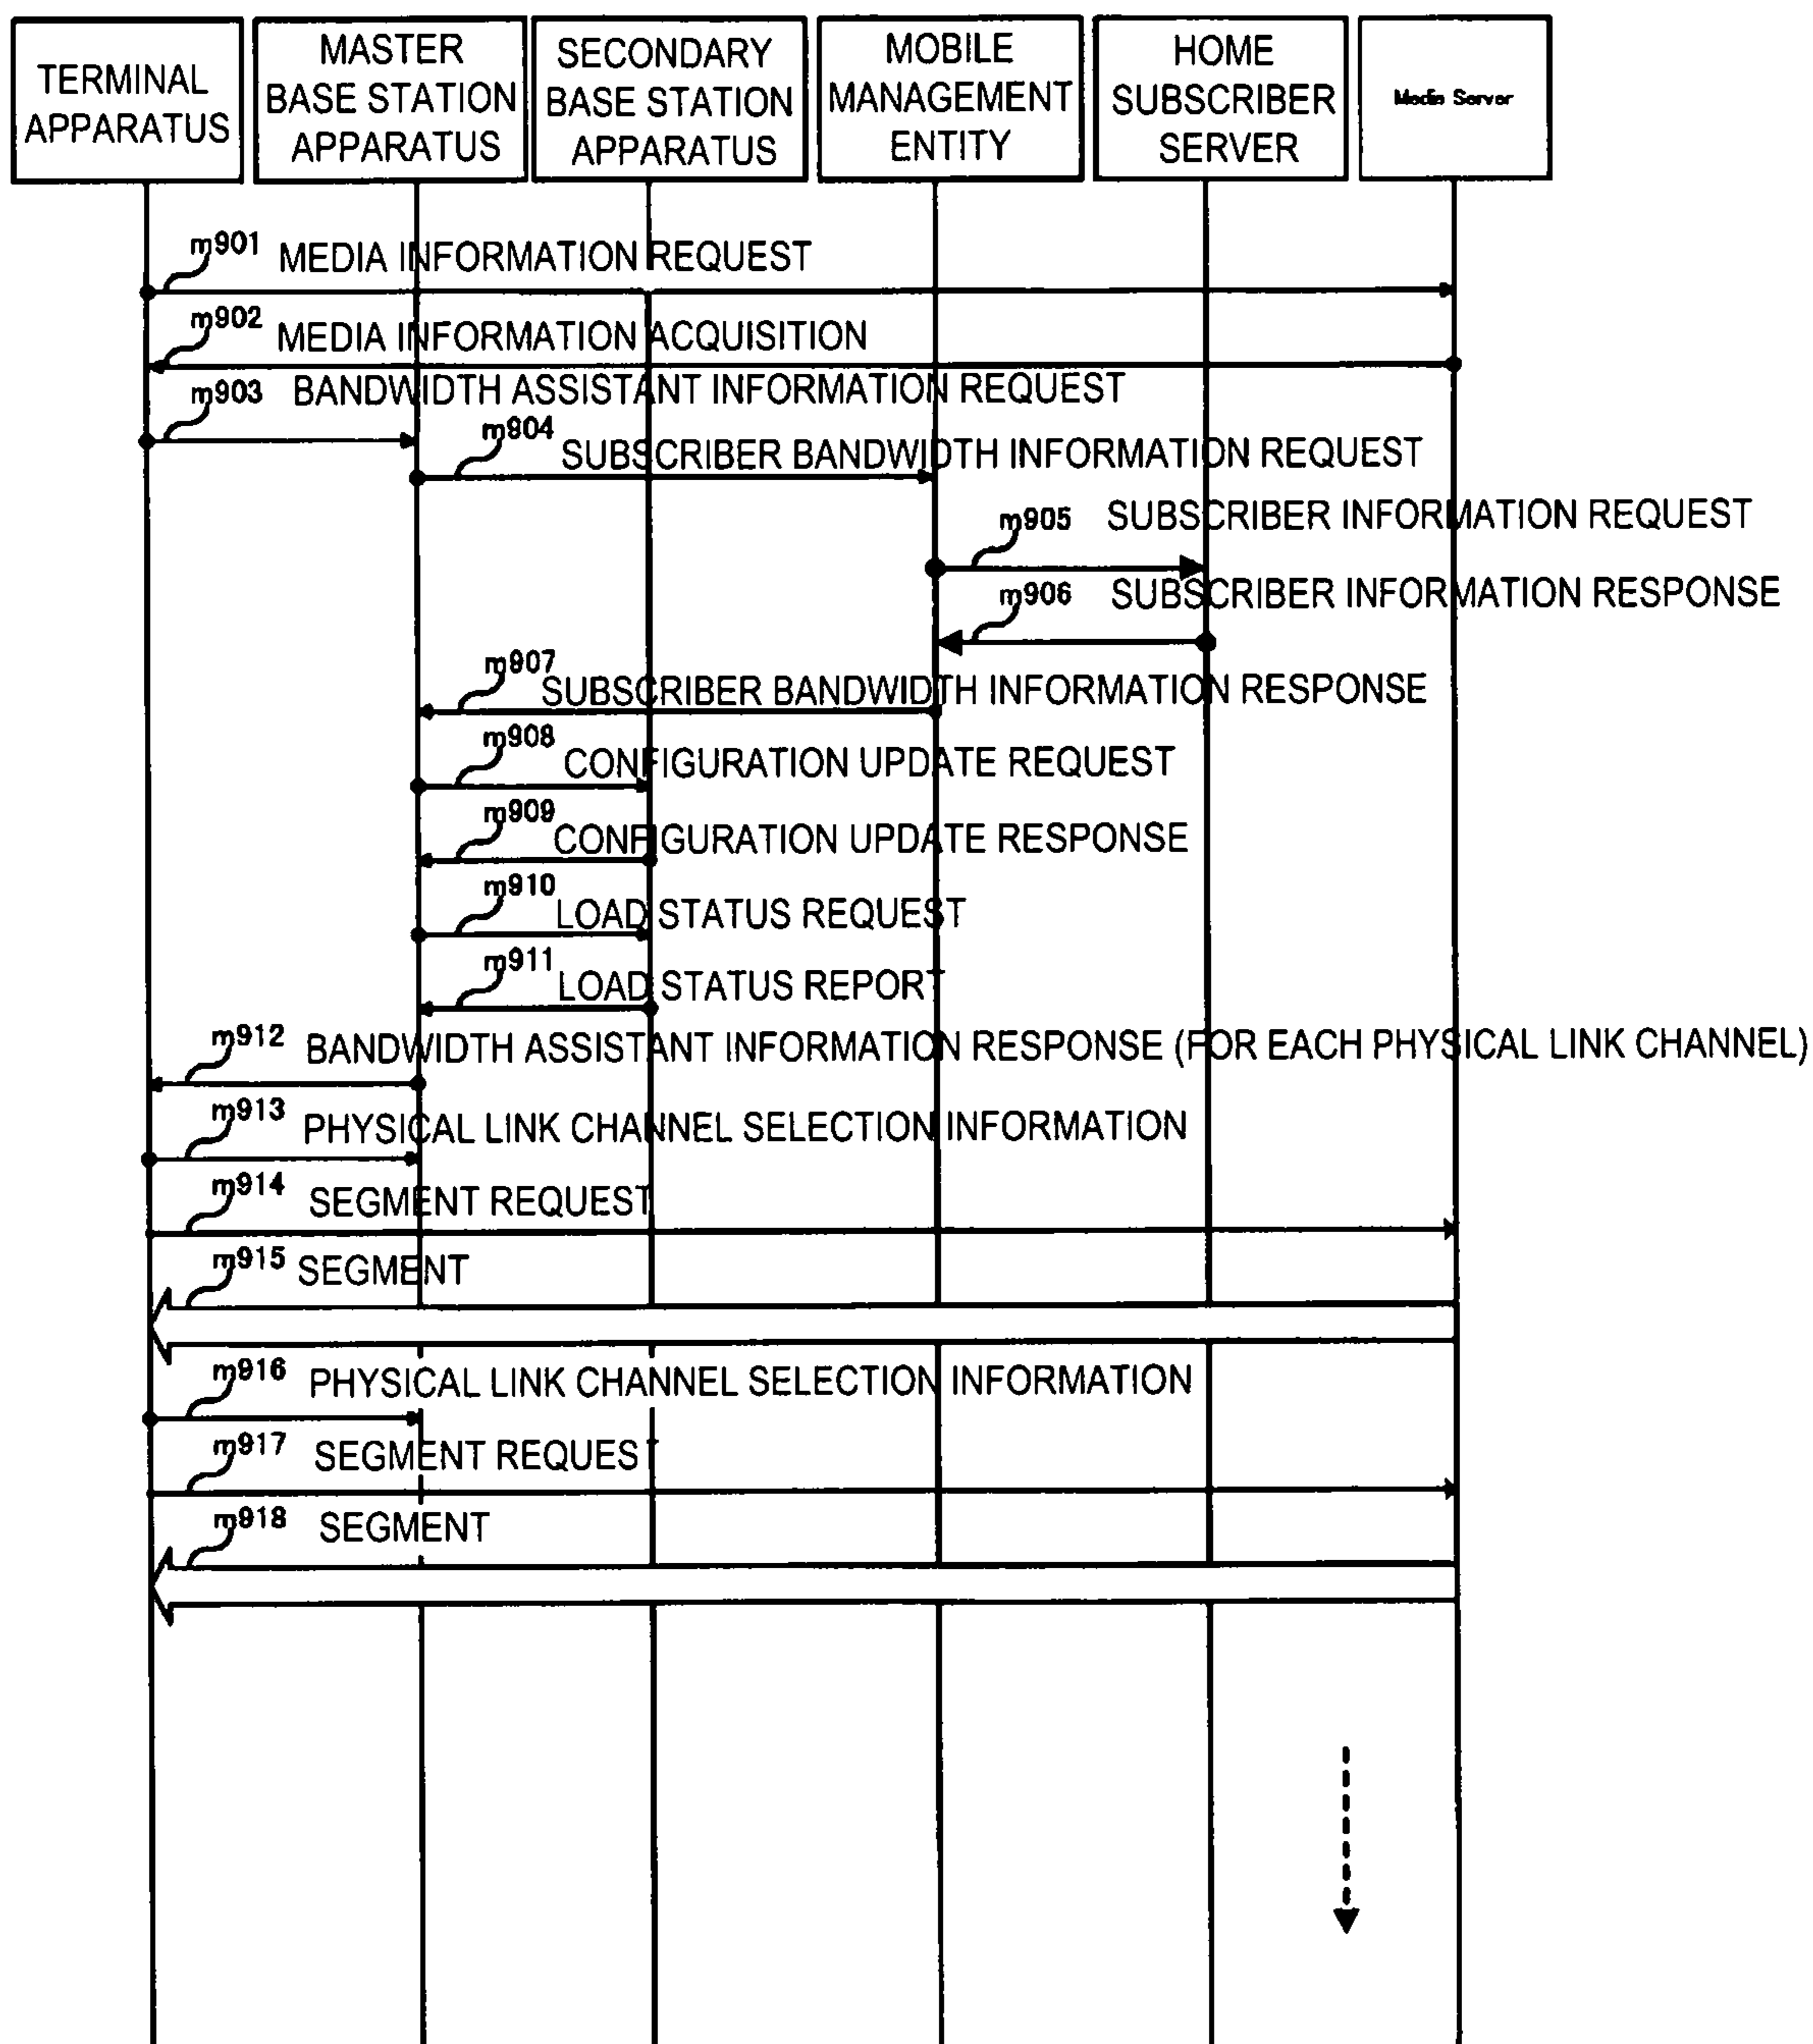 TERMINAL
APPARATUS
MASTER
BASE STATION
APPARATUS
SECONDARY
BASE STATION
APPARATUS
MOBILE
MANAGEMENT
ENTITY
HOME
SUBSCRIBER
SERVER
Media Server
m901 MEDIA INFORMATION REQUEST
m902 MEDIA INFORMATION ACQUISITION
m903 BANDWIDTH ASSISTANT INFORMATION REQUEST
m904 SUBSCRIBER BANDWIDTH INFORMATION REQUEST
m905 SUBSCRIBER INFORMATION REQUEST
m906 SUBSCRIBER INFORMATION RESPONSE
m907 SUBSCRIBER BANDWIDTH INFORMATION RESPONSE
m908 CONFIGURATION UPDATE REQUEST
m909 CONFIGURATION UPDATE RESPONSE
m910 LOAD STATUS REQUEST
m911 LOAD STATUS REPORT
m912 BANDWIDTH ASSISTANT INFORMATION RESPONSE (FOR EACH PHYSICAL LINK CHANNEL)
m913 PHYSICAL LINK CHANNEL SELECTION INFORMATION
m914 SEGMENT REQUEST
m915 SEGMENT
m916 PHYSICAL LINK CHANNEL SELECTION INFORMATION
m917 SEGMENT REQUEST
m918 SEGMENT